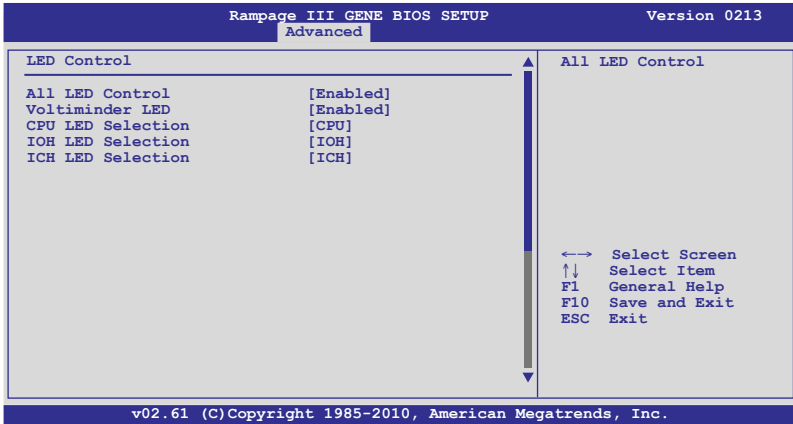 Rampage III GENE BIOS SETUP Version 0213
Advanced
LED Control
All LED Control [Enabled]
Voltiminder LED [Enabled]
CPU LED Selection [CPU]
IOH LED Selection [IOH]
ICH LED Selection [ICH]
All LED Control
←→ Select Screen
↑↓ Select Item
F1 General Help
F10 Save and Exit
ESC Exit
v02.61 (C)Copyright 1985-2010, American Megatrends, Inc.